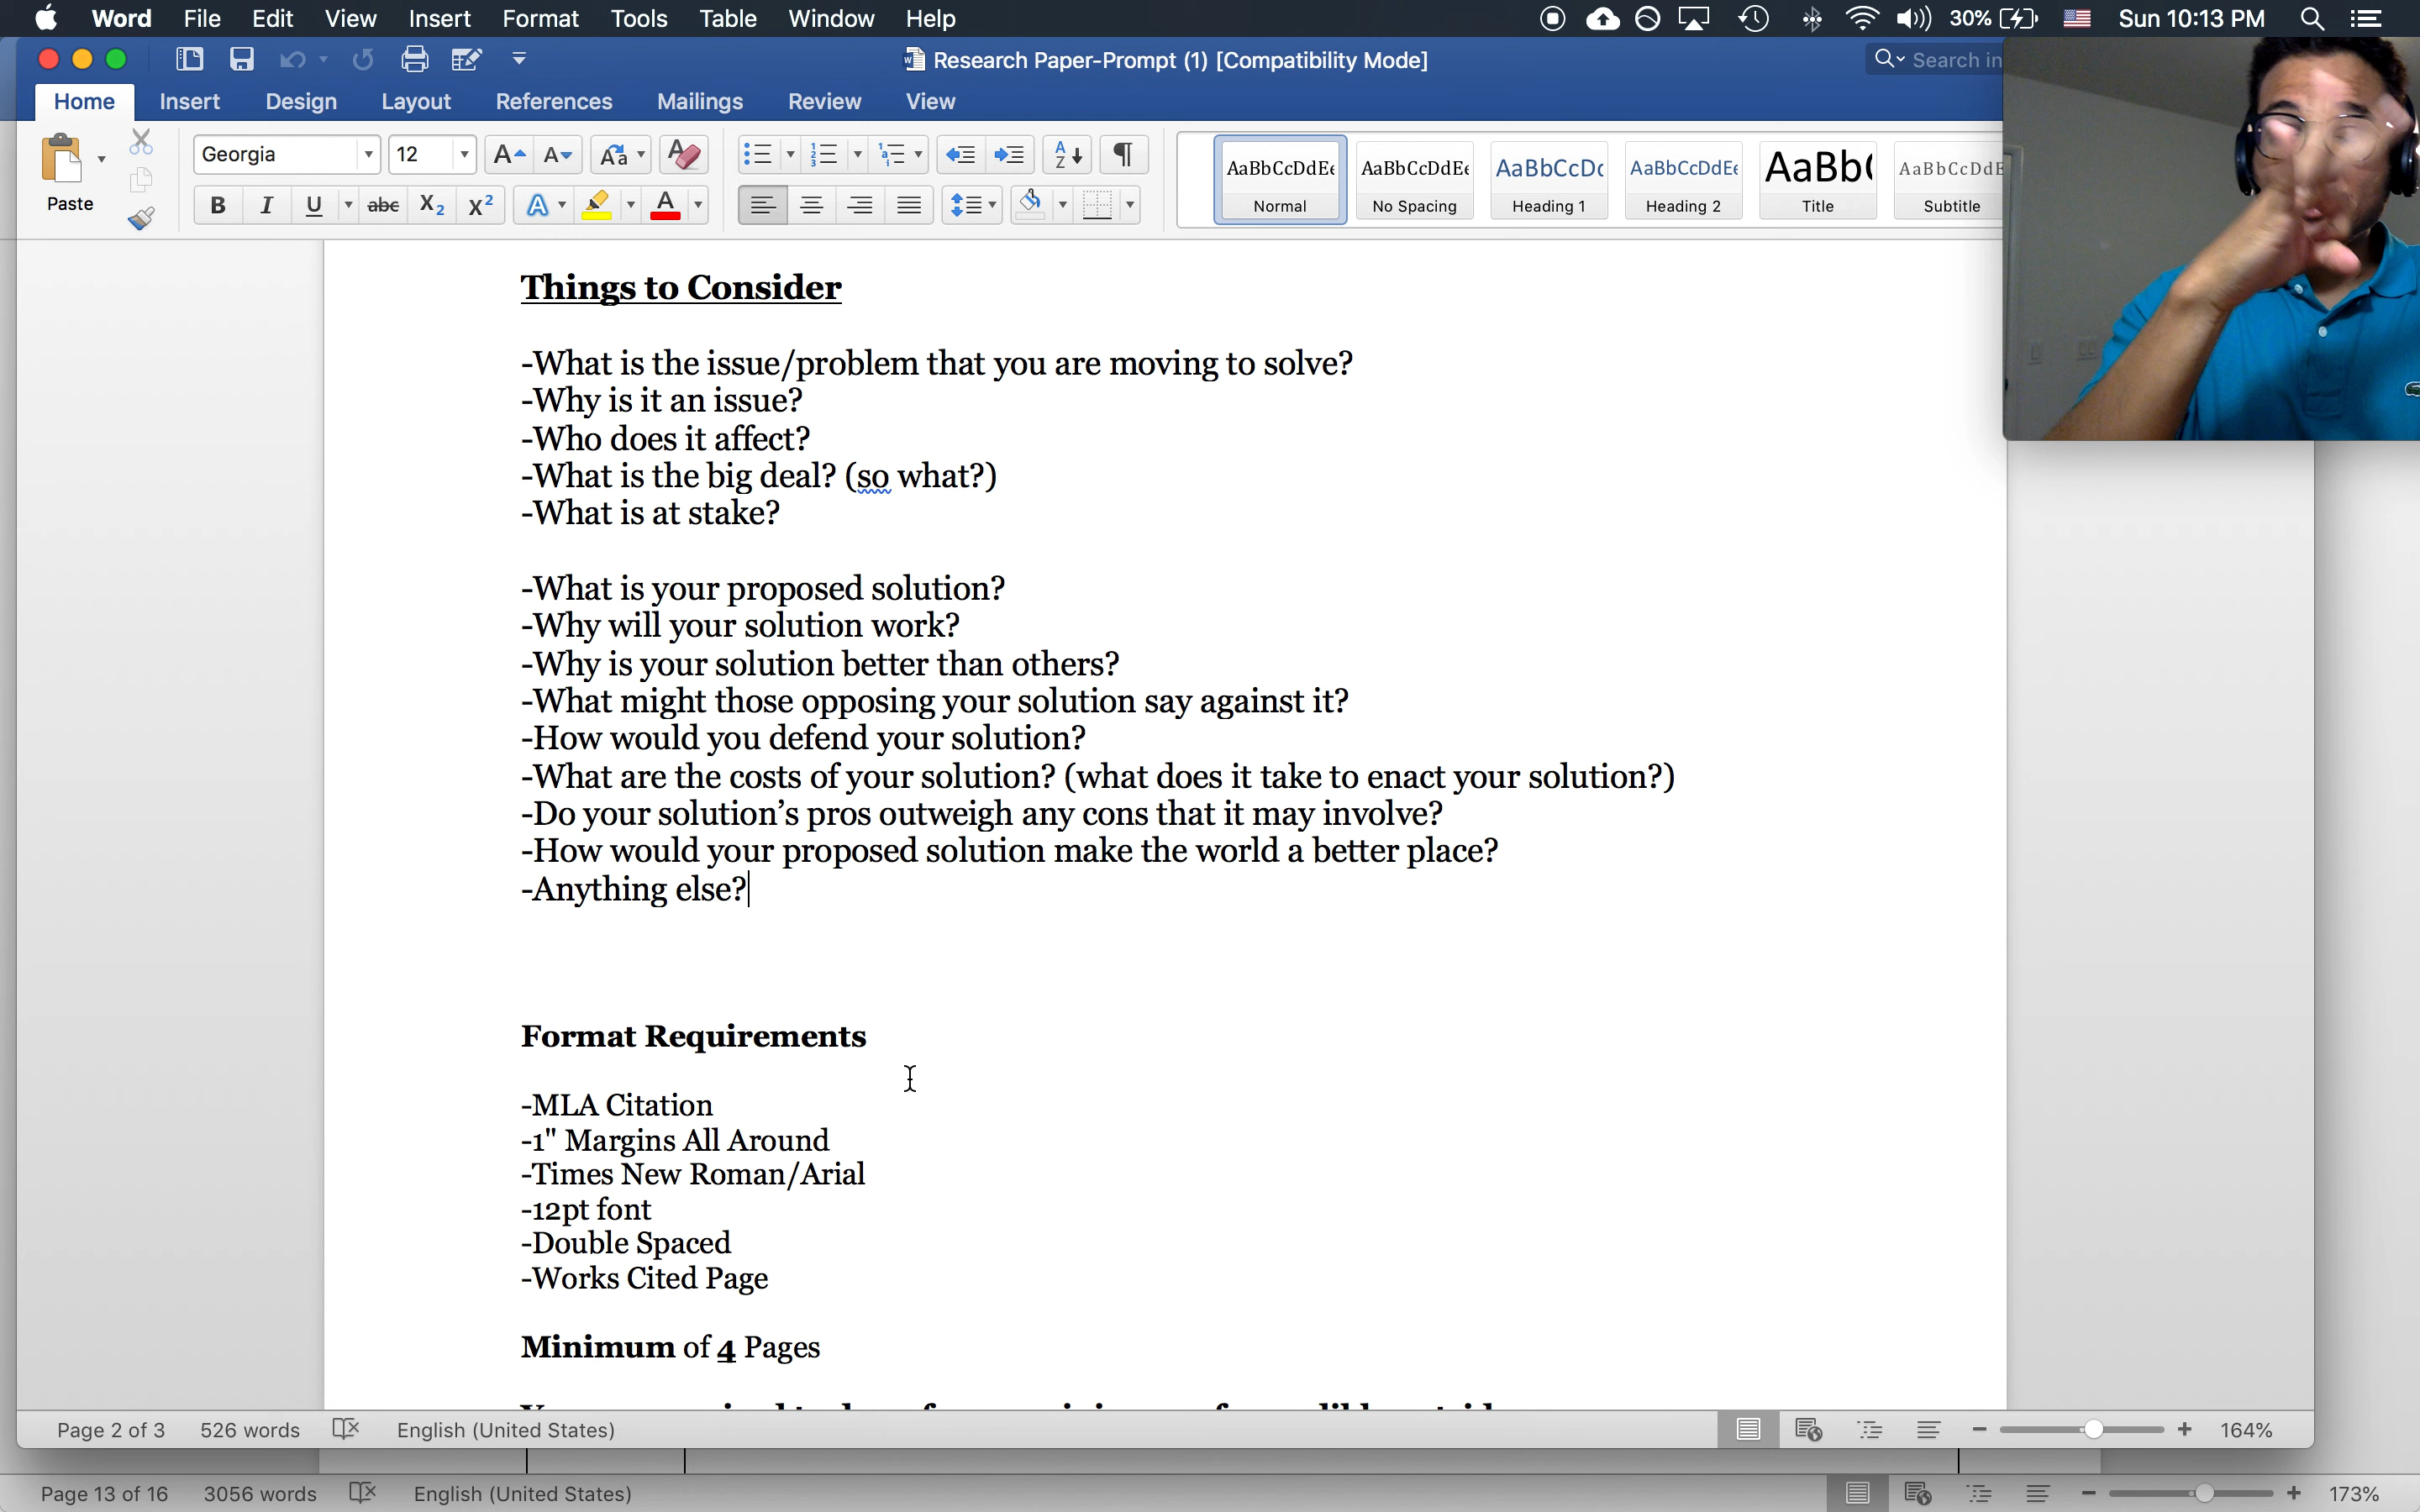 Word File Edit View Insert Format Tools Table Window Help 30% Sun 10:13 PM
Research Paper-Prompt (1) [Compatibility Mode] Search in
Home Insert Design Layout References Mailings Review View
Paste
Georgia 12
AaBbCcDdEe AaBbCcDdEe AaBbCcDc AaBbCcDdEe AaBb( AaBbCcDdE
Normal No Spacing Heading 1 Heading 2 Title Subtitle
Things to Consider
-What is the issue/problem that you are moving to solve?
-Why is it an issue?
-Who does it affect?
-What is the big deal? (so what?)
-What is at stake?
-What is your proposed solution?
-Why will your solution work?
-Why is your solution better than others?
-What might those opposing your solution say against it?
-How would you defend your solution?
-What are the costs of your solution? (what does it take to enact your solution?)
-Do your solution’s pros outweigh any cons that it may involve?
-How would your proposed solution make the world a better place?
-Anything else?
Format Requirements
-MLA Citation
-1" Margins All Around
-Times New Roman/Arial
-12pt font
-Double Spaced
-Works Cited Page
Minimum of 4 Pages
Page 2 of 3 526 words English (United States) 164%
Page 13 of 16 3056 words English (United States) 173%